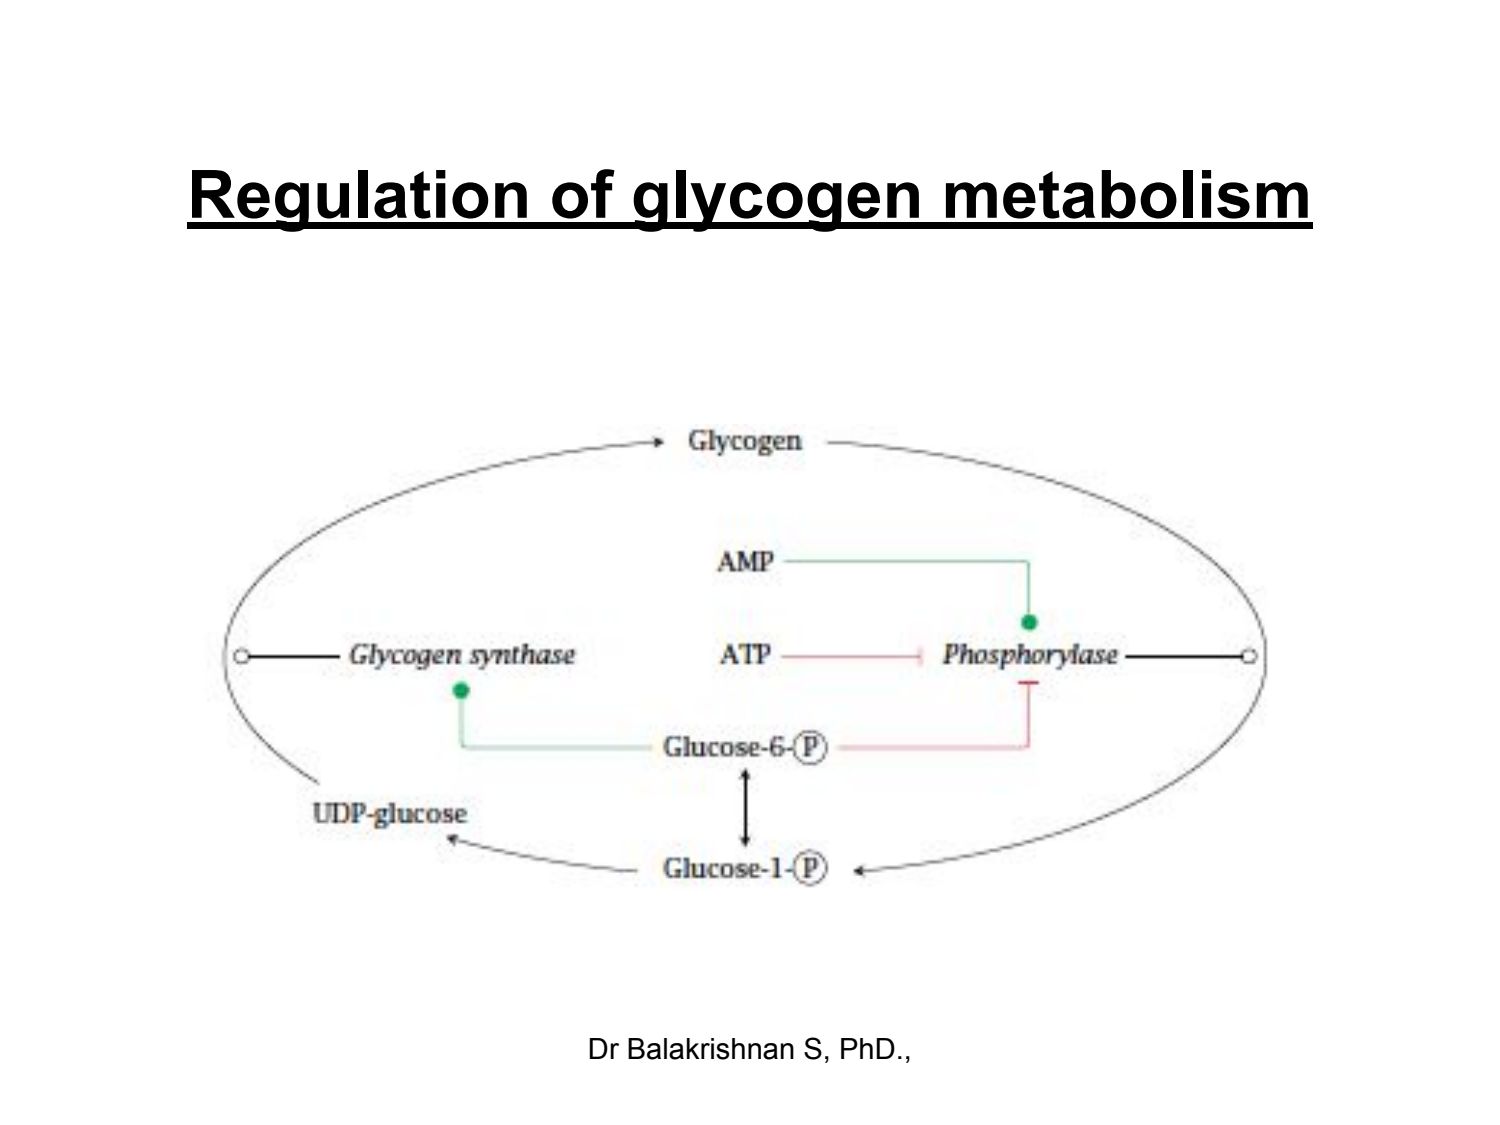 Regulation of glycogen metabolism
Glycogen
AMP
Glycogen synthase
ATP
Phosphorylase
Glucose-6-P
UDP-glucose
Glucose-1-P
Dr Balakrishnan S, PhD.,